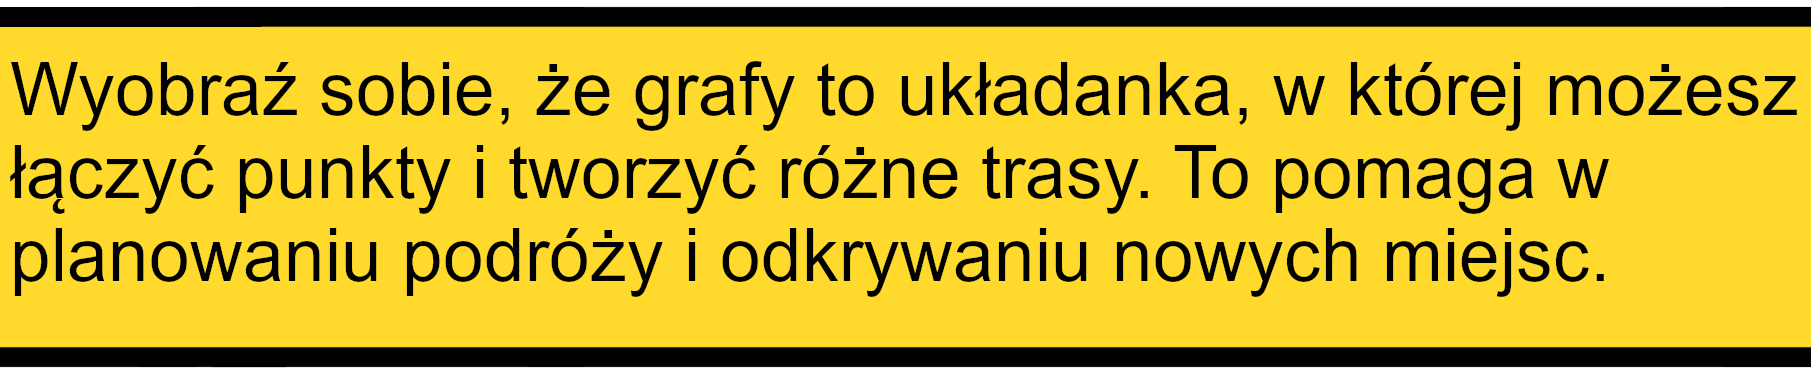 Wyobraź sobie, że grafy to układanka, w której możesz
łączyć punkty i tworzyć różne trasy. To pomaga w
planowaniu podróży i odkrywaniu nowych miejsc.